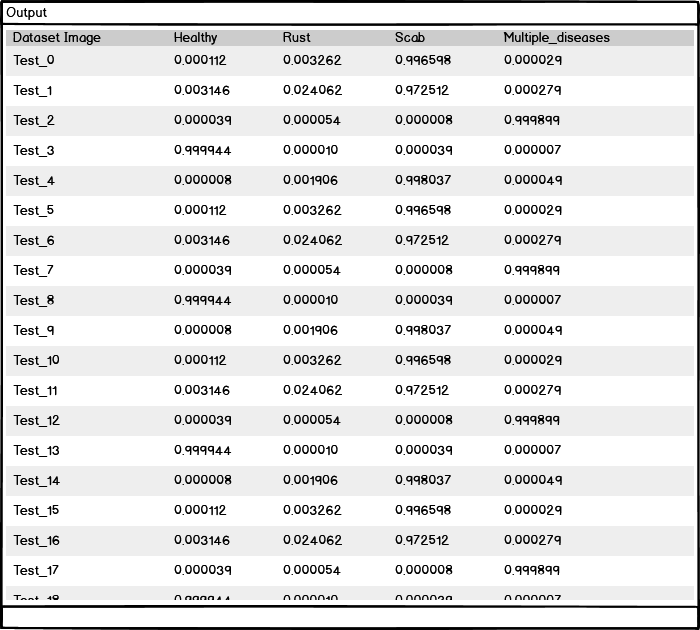 Output
Dataset Image Healthy Rust Scab Multiple_diseases
Test_0 0.000112 0.003262 0.996598 0.000029
Test_1 0.003146 0.024062 0.972512 0.000279
Test_2 0.000039 0.000054 0.000008 0.999899
Test_3 0.999944 0.000010 0.000039 0.000007
Test_4 0.000008 0.001906 0.998037 0.000049
Test_5 0.000112 0.003262 0.996598 0.000029
Test_6 0.003146 0.024062 0.972512 0.000279
Test_7 0.000039 0.000054 0.000008 0.999899
Test_8 0.999944 0.000010 0.000039 0.000007
Test_9 0.000008 0.001906 0.998037 0.000049
Test_10 0.000112 0.003262 0.996598 0.000029
Test_11 0.003146 0.024062 0.972512 0.000279
Test_12 0.000039 0.000054 0.000008 0.999899
Test_13 0.999944 0.000010 0.000039 0.000007
Test_14 0.000008 0.001906 0.998037 0.000049
Test_15 0.000112 0.003262 0.996598 0.000029
Test_16 0.003146 0.024062 0.972512 0.000279
Test_17 0.000039 0.000054 0.000008 0.999899
Test_18 0.999944 0.000010 0.000039 0.000007